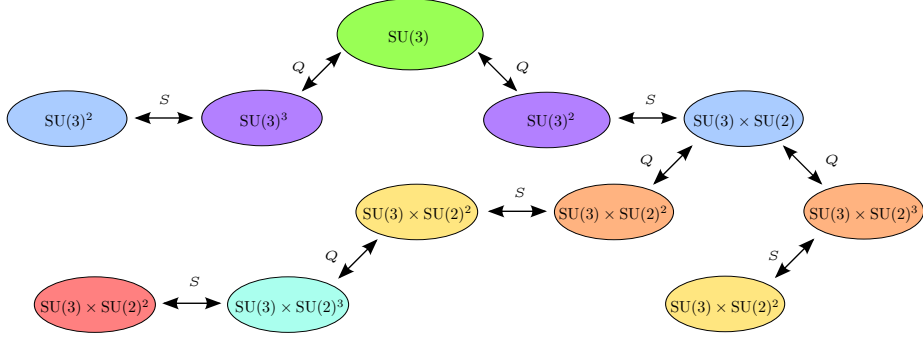 SU(3)
Q Q
SU(3)² S SU(3)³ SU(3)² S SU(3) × SU(2)
Q Q
SU(3) × SU(2)² S SU(3) × SU(2)² SU(3) × SU(2)³
Q S
SU(3) × SU(2)² S SU(3) × SU(2)³ SU(3) × SU(2)²